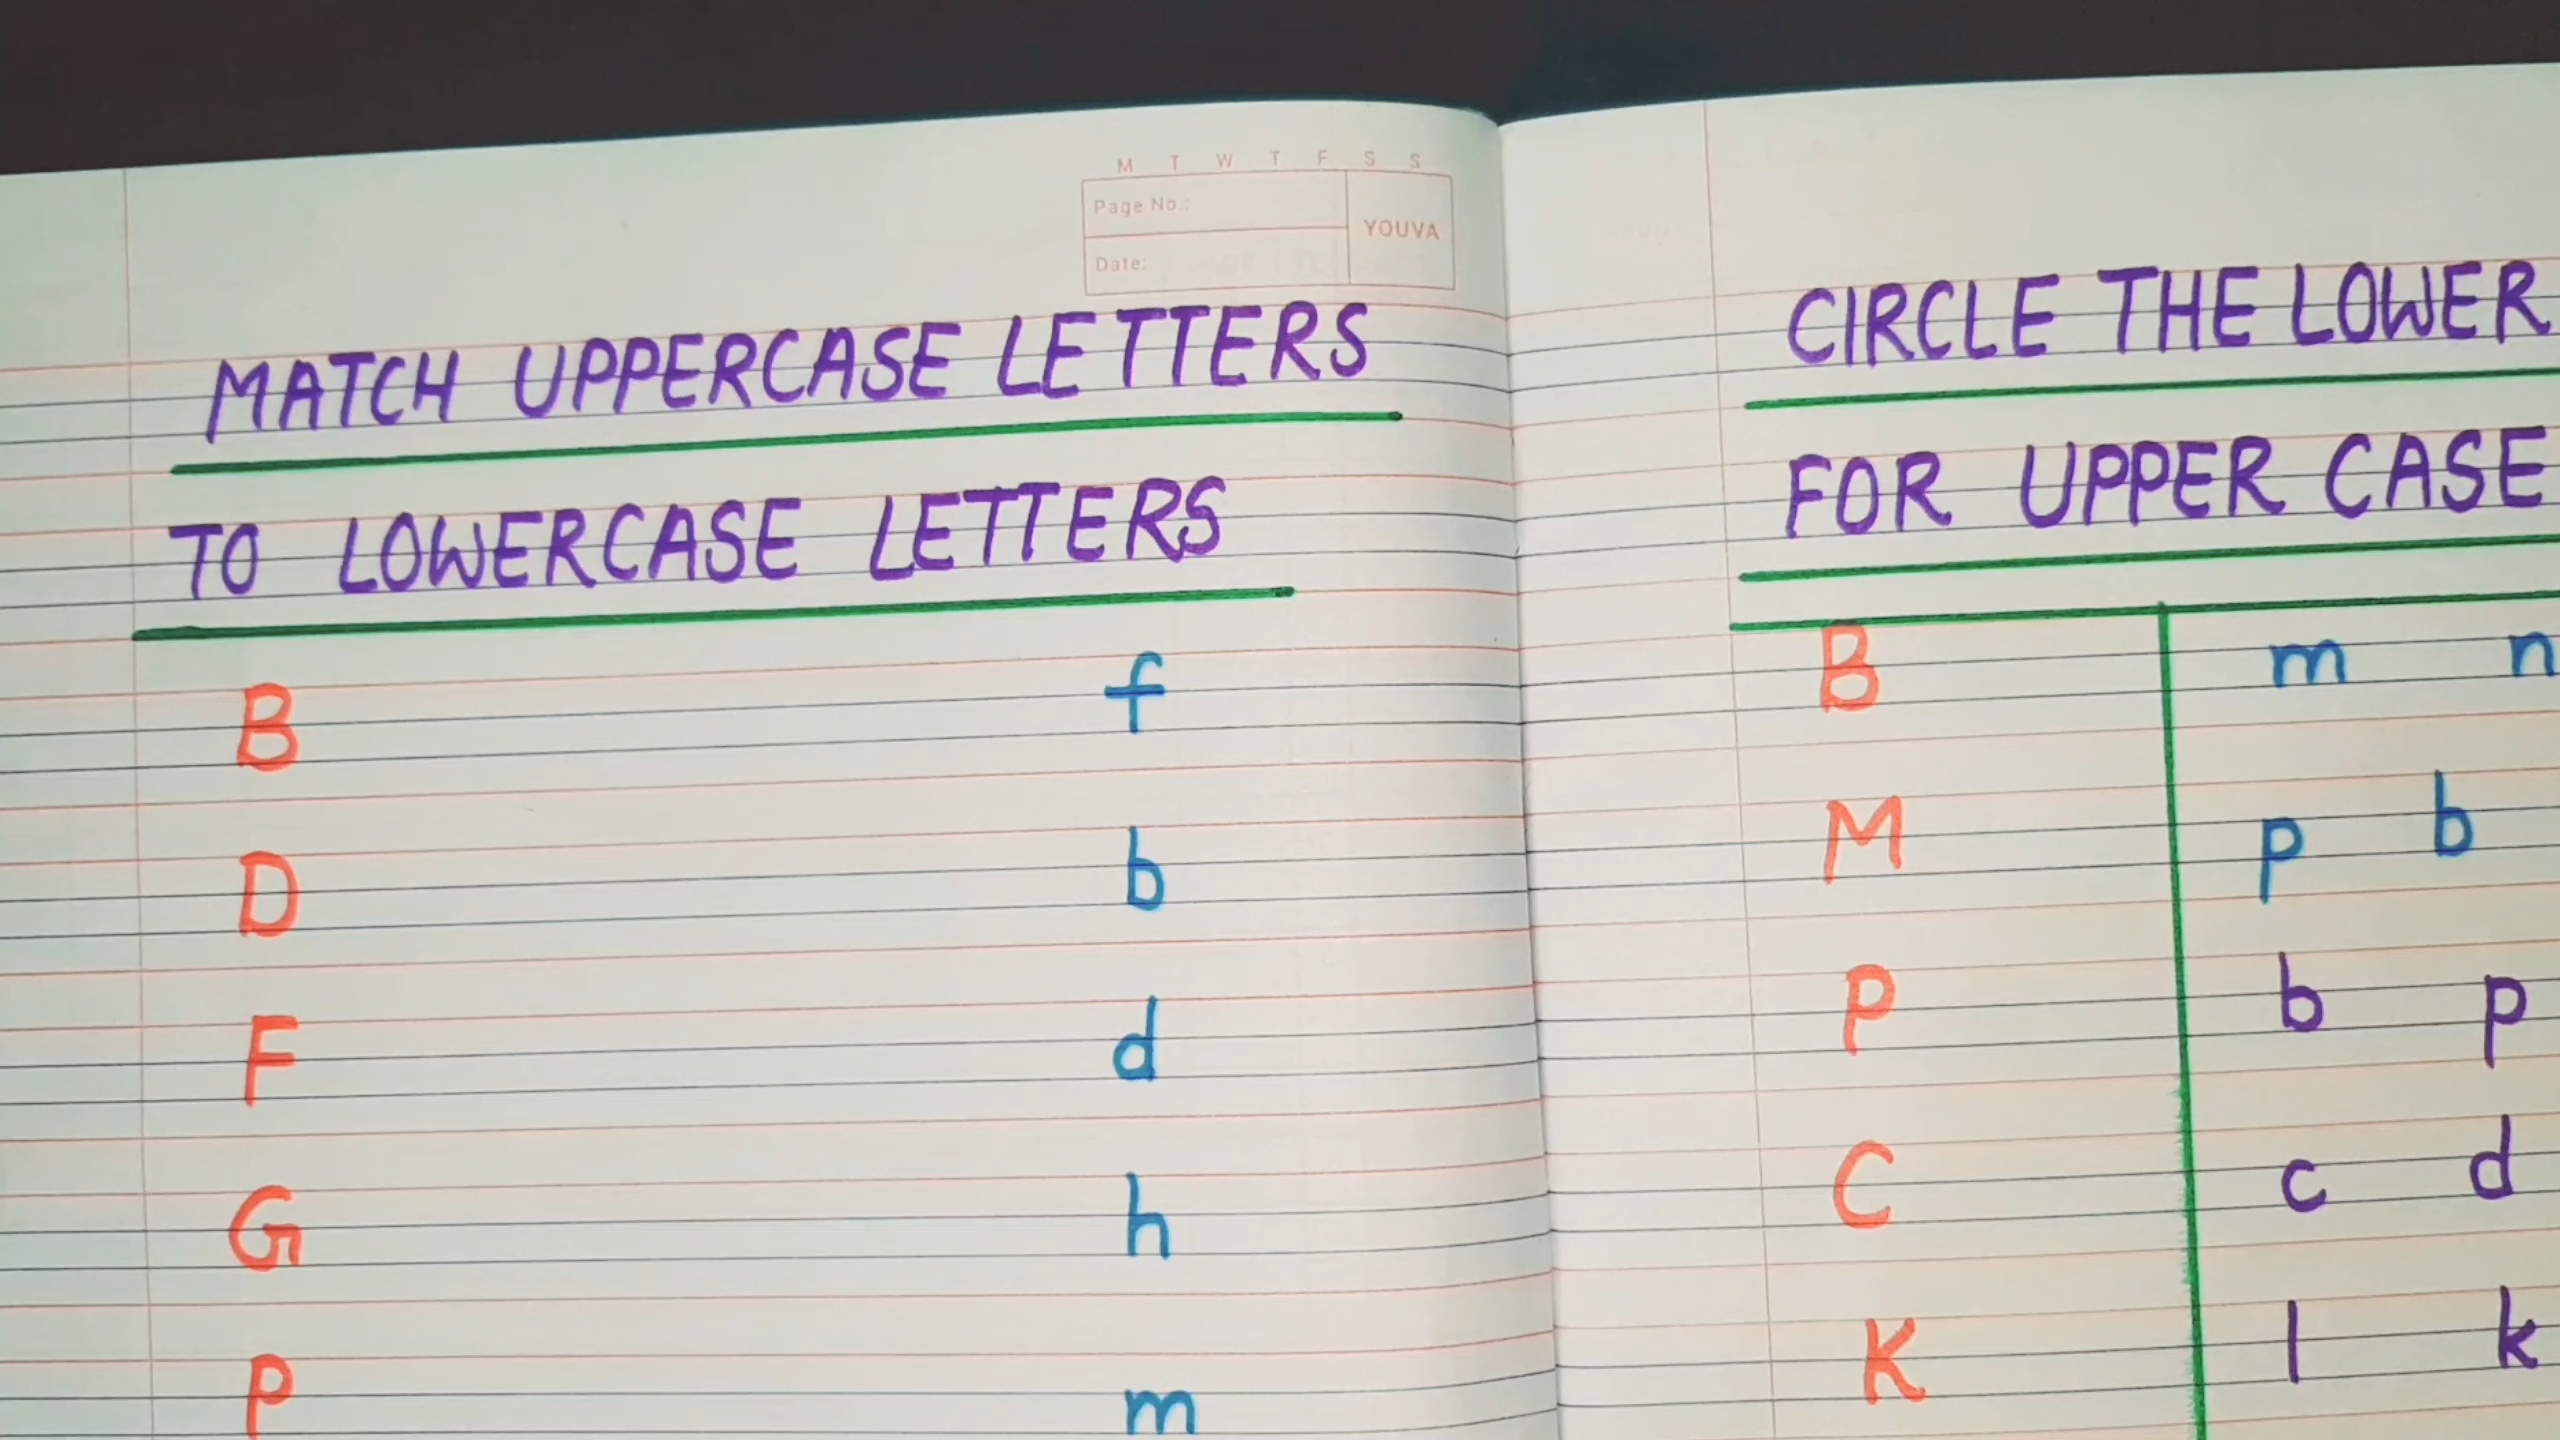 M T W T F S S
Page No.:
YOUVA
Date:
MATCH UPPERCASE LETTERS
TO LOWERCASE LETTERS
B f
D b
F d
G h
P m
CIRCLE THE LOWER
FOR UPPER CASE
B m n
M p b
P b p
C c d
K l k